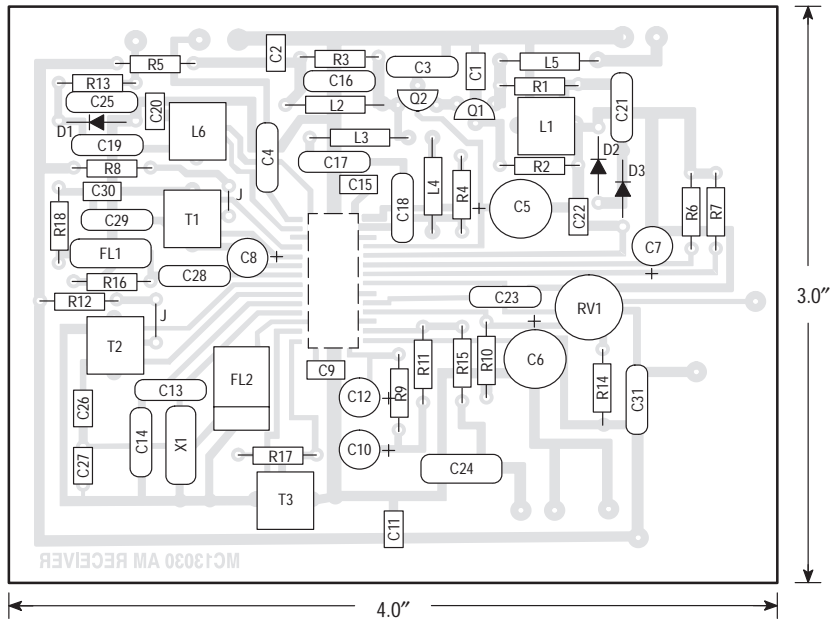 C2
R3
C3
C1
L5
R5
R13
C16
R1
C25
C20
L2
Q2
Q1
C21
D1
L6
L1
C19
L3
D2
C4
C17
R2
D3
R8
C30
C15
L4
R4
J
C18
C5
C22
R6
R7
R18
C29
T1
FL1
C8
C7
R16
C28
R12
C23
RV1
J
3.0″
T2
C6
R11
R15
R10
FL2
C9
R9
R14
C31
C13
C12
C26
C14
X1
C10
C27
R17
C24
T3
C11
MC13030 AM RECEIVER
4.0″